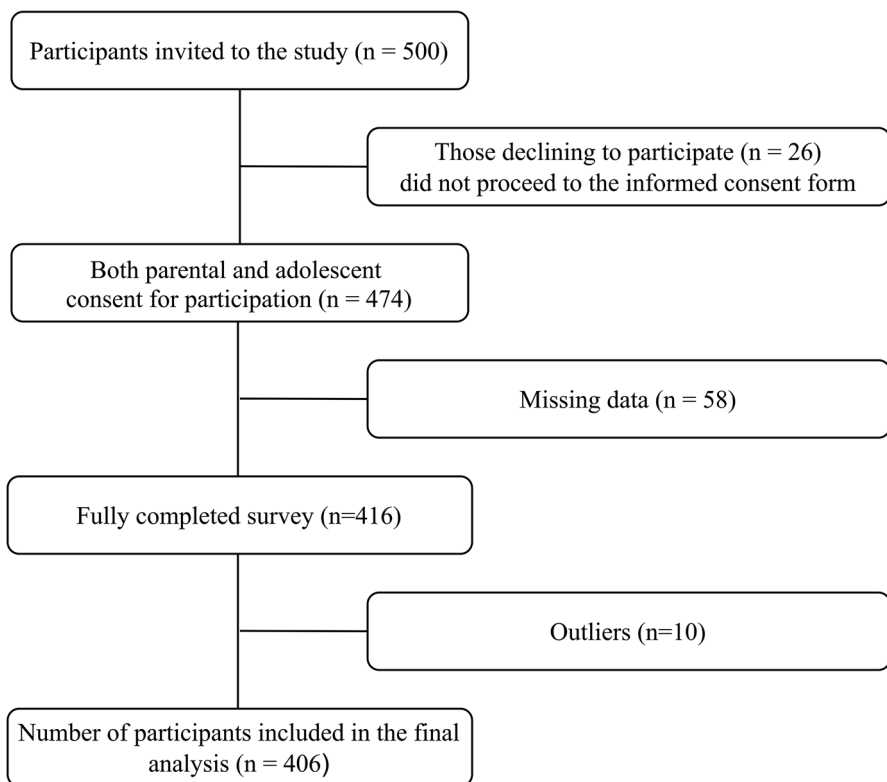 Participants invited to the study (n = 500)
Those declining to participate (n = 26)
did not proceed to the informed consent form
Both parental and adolescent
consent for participation (n = 474)
Missing data (n = 58)
Fully completed survey (n=416)
Outliers (n=10)
Number of participants included in the final
analysis (n = 406)